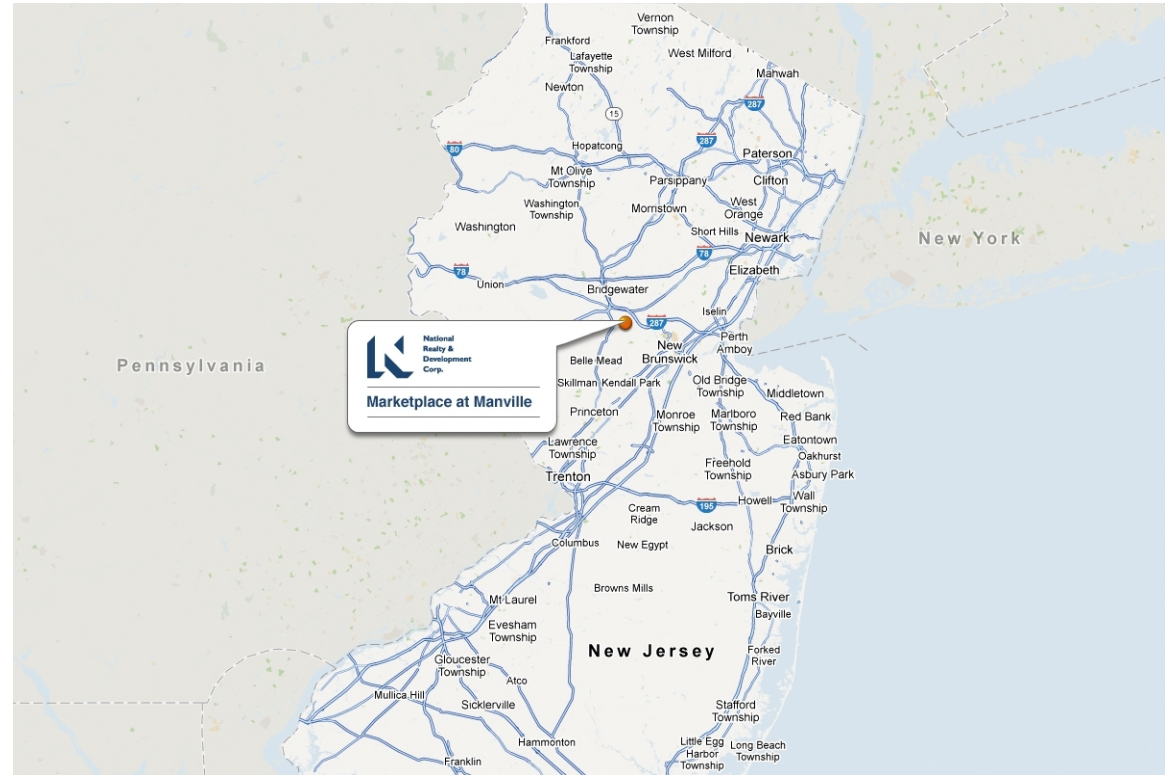 Vernon
Township
Frankford
West Milford
Lafayette
Township
Mahwah
Newton
287
15
287
80
Hopatcong
Paterson
Mt Olive
Township
Parsippany
Clifton
Washington
Township
Morristown
West
Orange
Washington
Short Hills
Newark
New York
78
78
Elizabeth
Union
Bridgewater
Iselin
287
National
Realty &
Development
Corp.
Marketplace at Manville
Perth
Amboy
New
Brunswick
Belle Mead
Pennsylvania
Skillman
Kendall Park
Old Bridge
Township
Middletown
Princeton
Monroe
Township
Marlboro
Township
Red Bank
Eatontown
Lawrence
Township
Oakhurst
Freehold
Township
Asbury Park
Trenton
195
Howell
Wall
Township
Cream
Ridge
Jackson
Columbus
New Egypt
Brick
Browns Mills
Toms River
Mt Laurel
Bayville
Evesham
Township
New Jersey
Forked
River
Gloucester
Township
Atco
Mullica Hill
Sicklerville
Stafford
Township
Hammonton
Little Egg
Harbor
Township
Long Beach
Township
Franklin